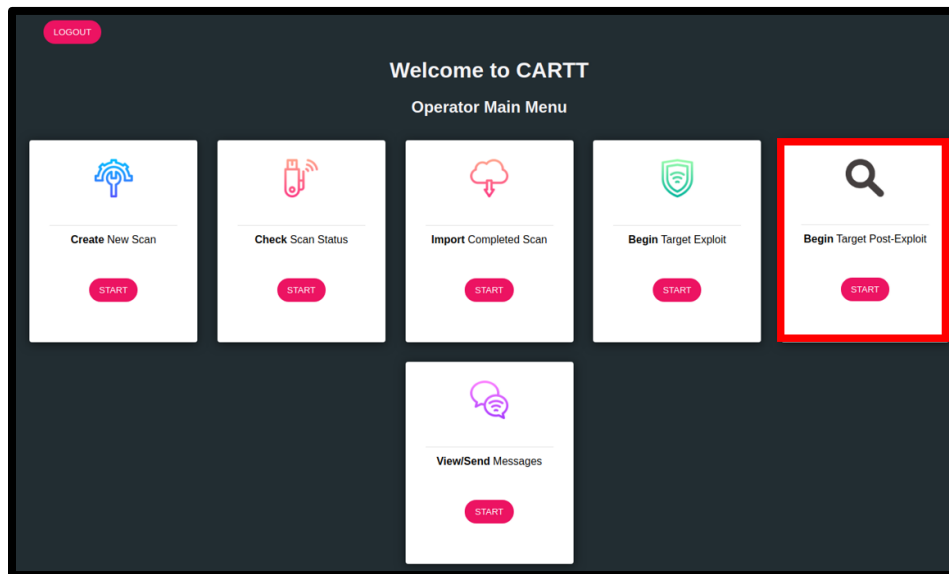 LOGOUT
Welcome to CARTT
Operator Main Menu
Create New Scan
START
Check Scan Status
START
Import Completed Scan
START
Begin Target Exploit
START
Begin Target Post-Exploit
START
View/Send Messages
START